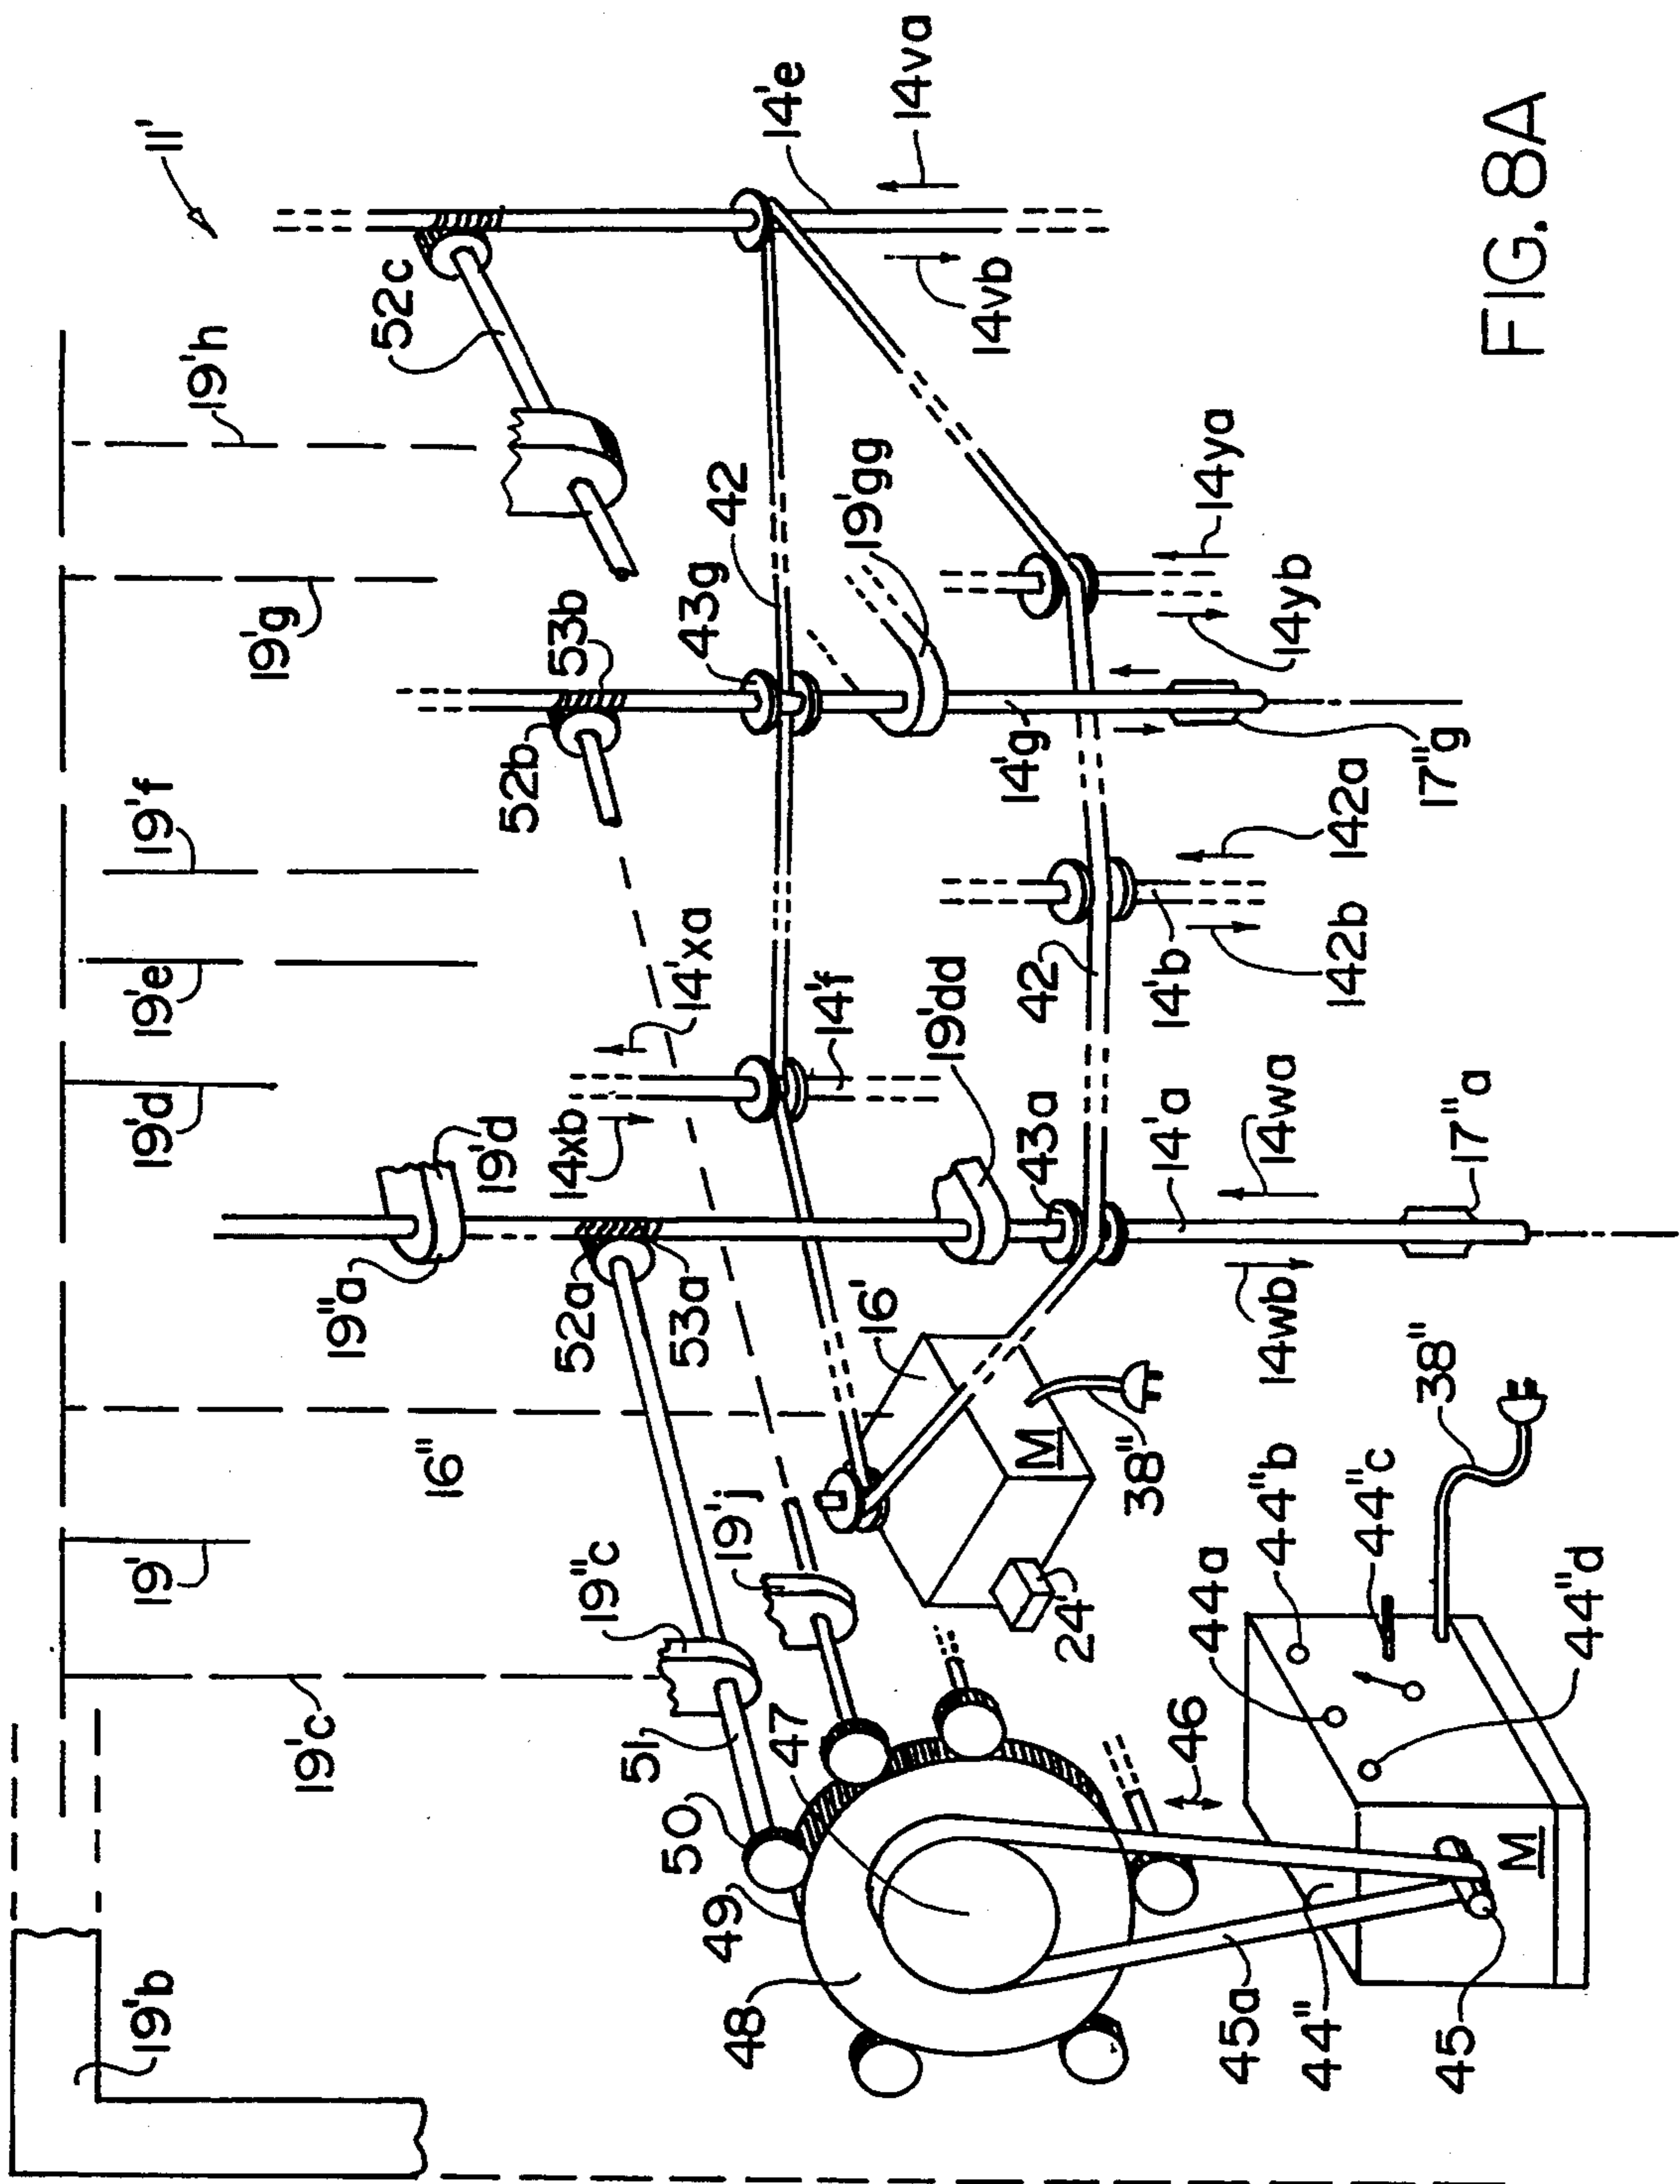 11'
19'h
52c
14'e
14va
14vb
19'g
53b
43g
42
19'gg
14ya
14yb
52b
14'g
17"g
19'f
19'e
14'xa
14'f
42
14'b
142a
142b
19'd
19'd
14xb
19'dd
43a
14'a
14wa
17"a
19"a
52a
53a
16'
14wb
16"
M
38"
38"
19'
19'j
19"c
24'
44a
44"b
44"c
44"d
19'c
51
47
46
50
49
M
19'b
48
45a
44"
45
FIG. 8A